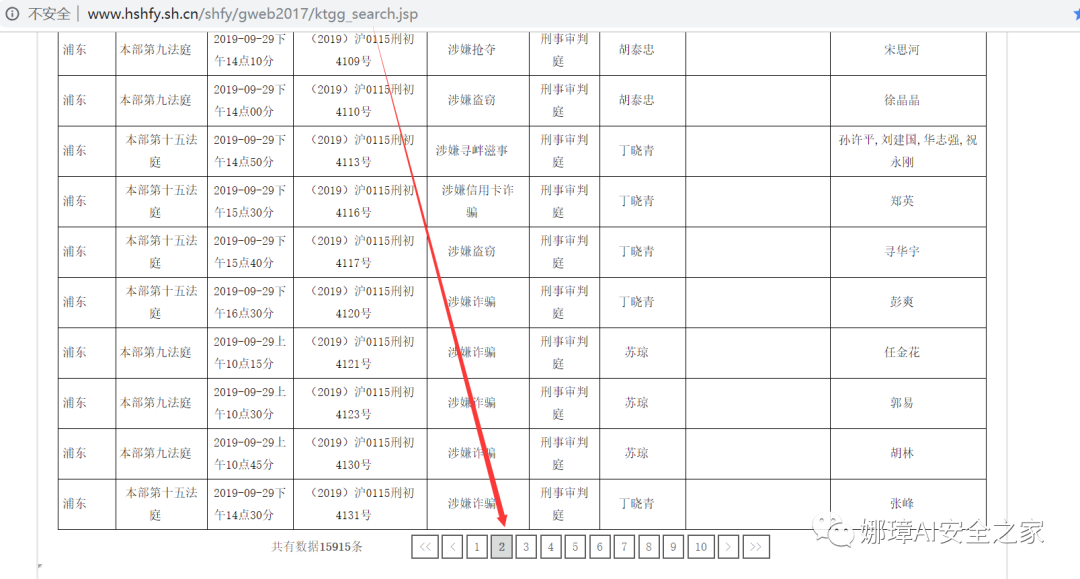 不安全 www.hshfy.sh.cn/shfy/gweb2017/ktgg_search.jsp
浦东 本部第九法庭 2019-09-29下午14点10分 （2019）沪0115刑初4109号 涉嫌抢夺 刑事审判庭 胡泰忠 宋思河
浦东 本部第九法庭 2019-09-29下午14点00分 （2019）沪0115刑初4110号 涉嫌盗窃 刑事审判庭 胡泰忠 徐晶晶
浦东 本部第十五法庭 2019-09-29下午14点50分 （2019）沪0115刑初4113号 涉嫌寻衅滋事 刑事审判庭 丁晓青 孙许平,刘建国,华志强,祝永刚
浦东 本部第十五法庭 2019-09-29下午15点30分 （2019）沪0115刑初4116号 涉嫌信用卡诈骗 刑事审判庭 丁晓青 郑英
浦东 本部第十五法庭 2019-09-29下午15点40分 （2019）沪0115刑初4117号 涉嫌盗窃 刑事审判庭 丁晓青 寻华宇
浦东 本部第十五法庭 2019-09-29下午16点30分 （2019）沪0115刑初4120号 涉嫌诈骗 刑事审判庭 丁晓青 彭爽
浦东 本部第九法庭 2019-09-29上午10点15分 （2019）沪0115刑初4121号 涉嫌诈骗 刑事审判庭 苏琼 任金花
浦东 本部第九法庭 2019-09-29上午10点30分 （2019）沪0115刑初4123号 涉嫌诈骗 刑事审判庭 苏琼 郭易
浦东 本部第九法庭 2019-09-29上午10点45分 （2019）沪0115刑初4130号 涉嫌诈骗 刑事审判庭 苏琼 胡林
浦东 本部第十五法庭 2019-09-29下午14点30分 （2019）沪0115刑初4131号 涉嫌诈骗 刑事审判庭 丁晓青 张峰
共有数据15915条 << < 1 2 3 4 5 6 7 8 9 10 > >>
娜璋AI安全之家